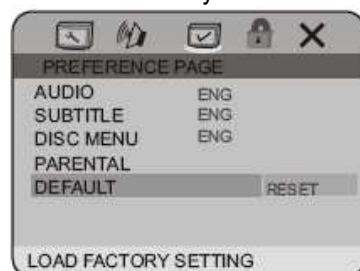 PREFERENCE PAGE
AUDIO ENG
SUBTITLE ENG
DISC MENU ENG
PARENTAL
DEFAULT RESET
LOAD FACTORY SETTING